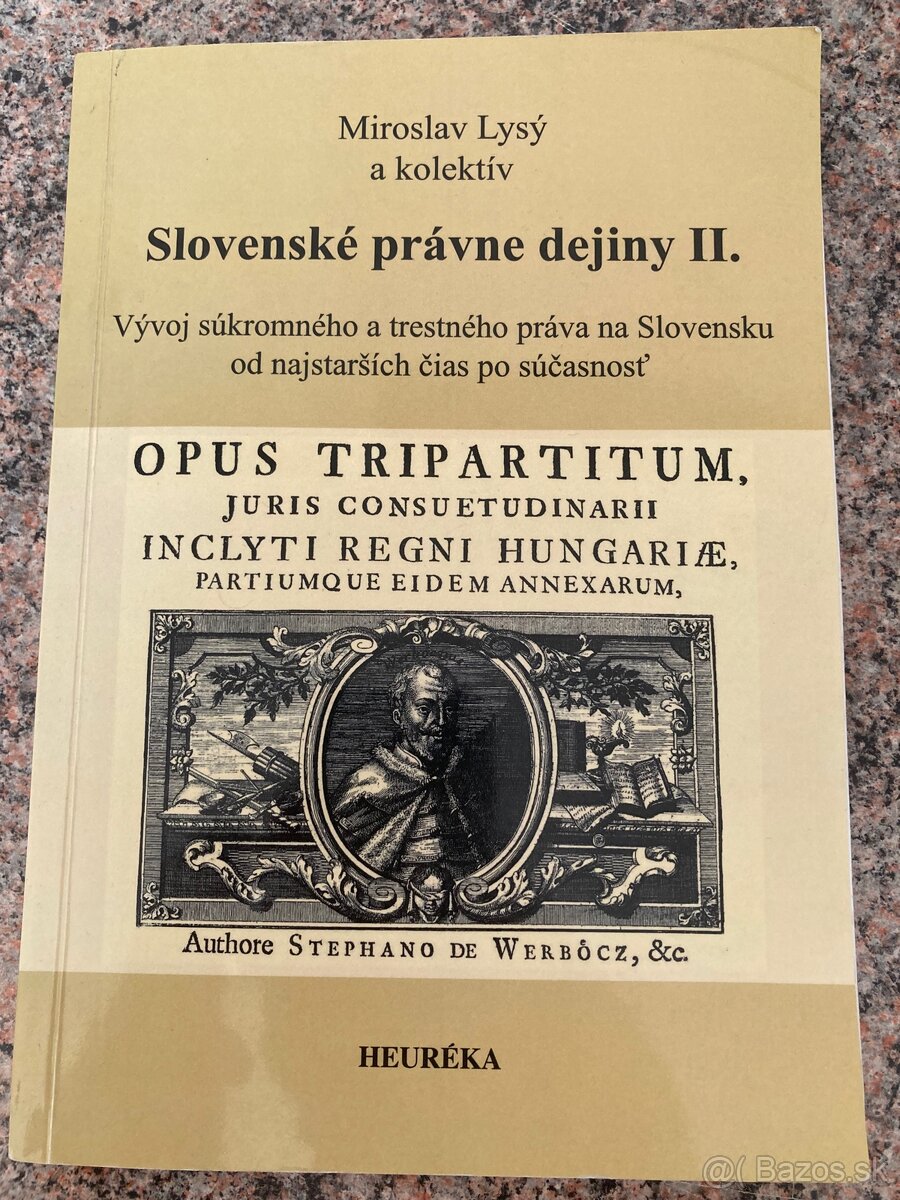 Miroslav Lysý
a kolektív
Slovenské právne dejiny II.
Vývoj súkromného a trestného práva na Slovensku
od najstarších čias po súčasnosť
OPUS TRIPARTITUM,
JURIS CONSUETUDINARII
INCLYTI REGNI HUNGARIÆ,
PARTIUMQUE EIDEM ANNEXARUM,
Authore STEPHANO DE WERBŐCZ, &c.
HEURÉKA
@( Bazos.sk